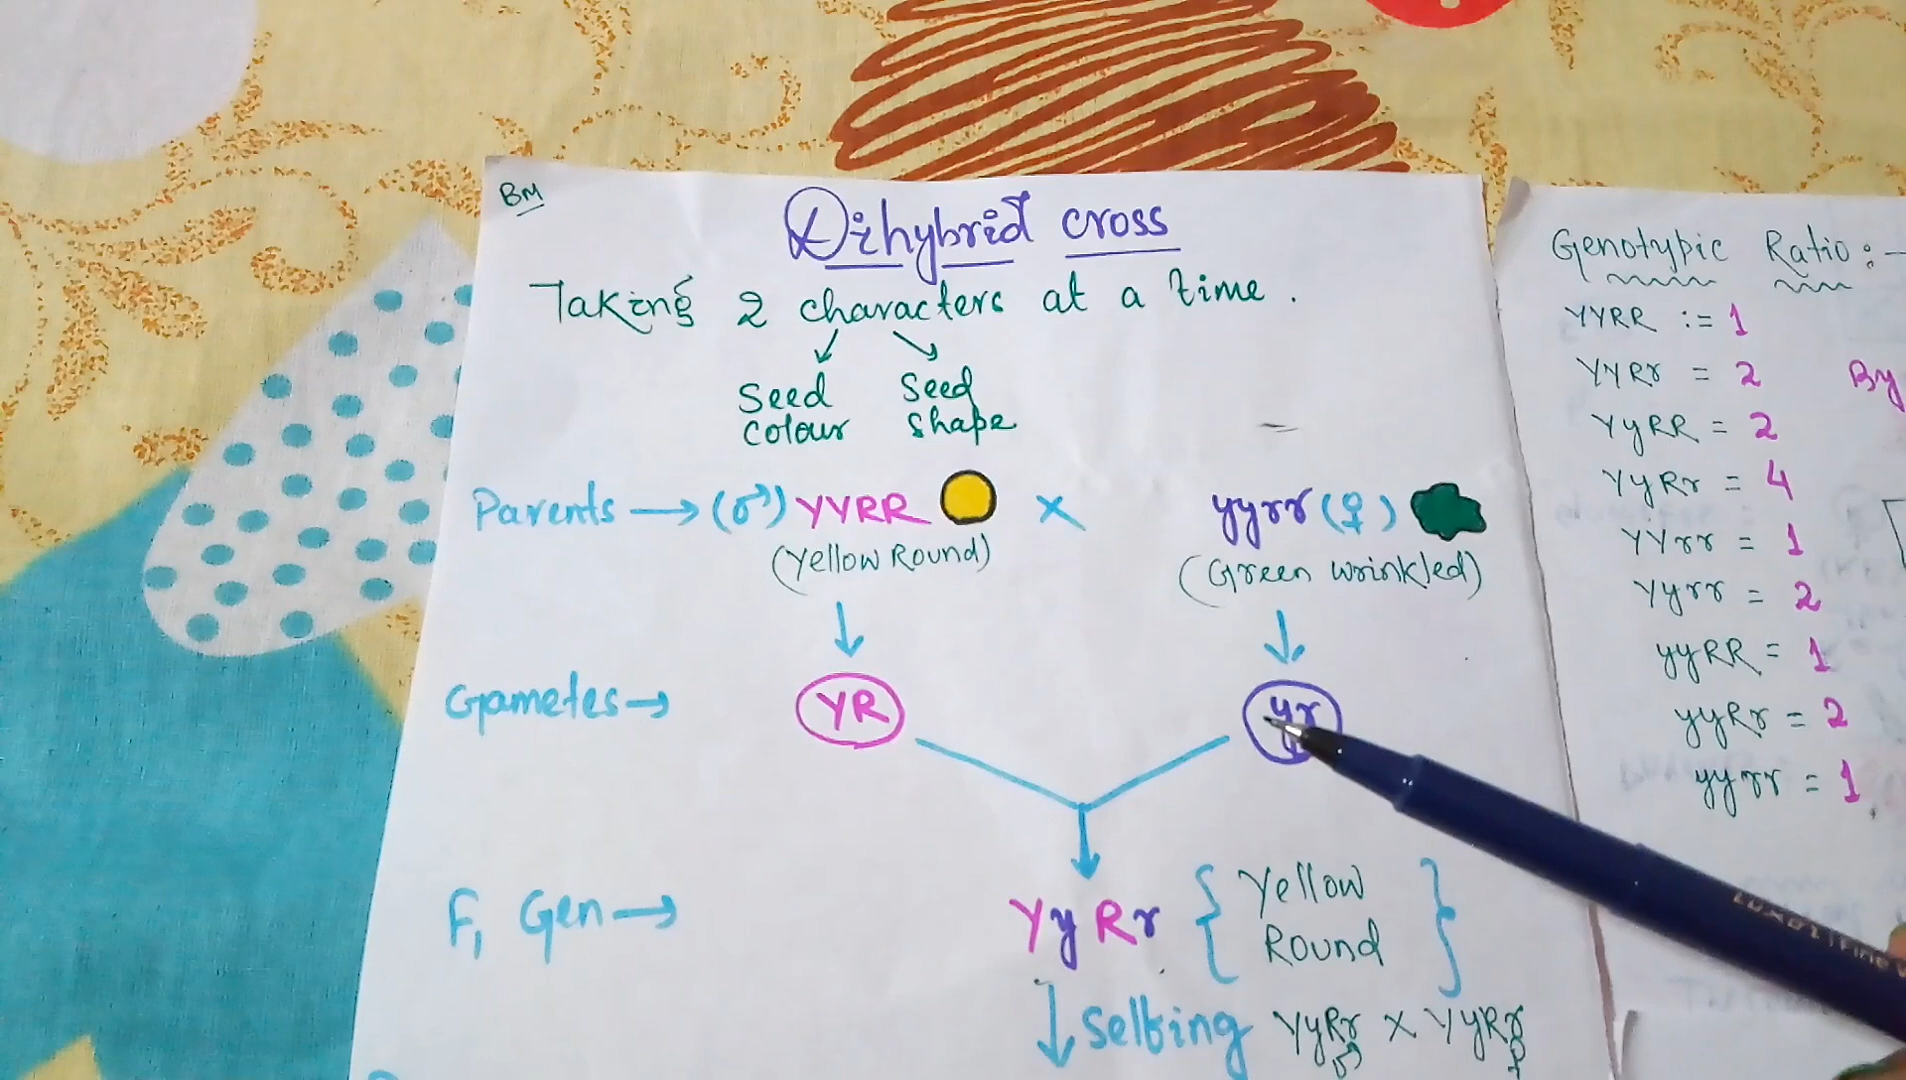 BM
Dihybrid cross
Taking 2 characters at a time.
Seed colour
Seed shape
Parents → (♂) YYRR × yyrr (♀)
(Yellow Round) (Green wrinkled)
Gametes → YR yr
F1 Gen → YyRr { Yellow Round }
↓ Selfing YyRr ♂ × YyRr ♀
Genotypic Ratio :-
YYRR := 1
YYRr = 2
By
YyRR = 2
YyRr = 4
YYrr = 1
Yyrr = 2
yyRR = 1
yyRr = 2
yyrr = 1